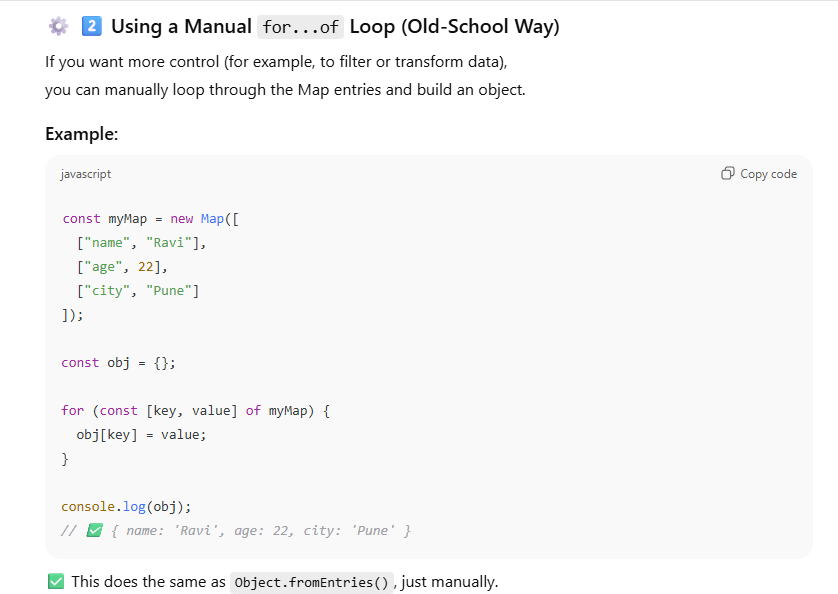 ⚙️ 2️⃣ Using a Manual for...of Loop (Old-School Way)
If you want more control (for example, to filter or transform data),
you can manually loop through the Map entries and build an object.
Example:
javascript
Copy code
const myMap = new Map([
  ["name", "Ravi"],
  ["age", 22],
  ["city", "Pune"]
]);
const obj = {};
for (const [key, value] of myMap) {
  obj[key] = value;
}
console.log(obj);
// ✅ { name: 'Ravi', age: 22, city: 'Pune' }
✅ This does the same as Object.fromEntries(), just manually.